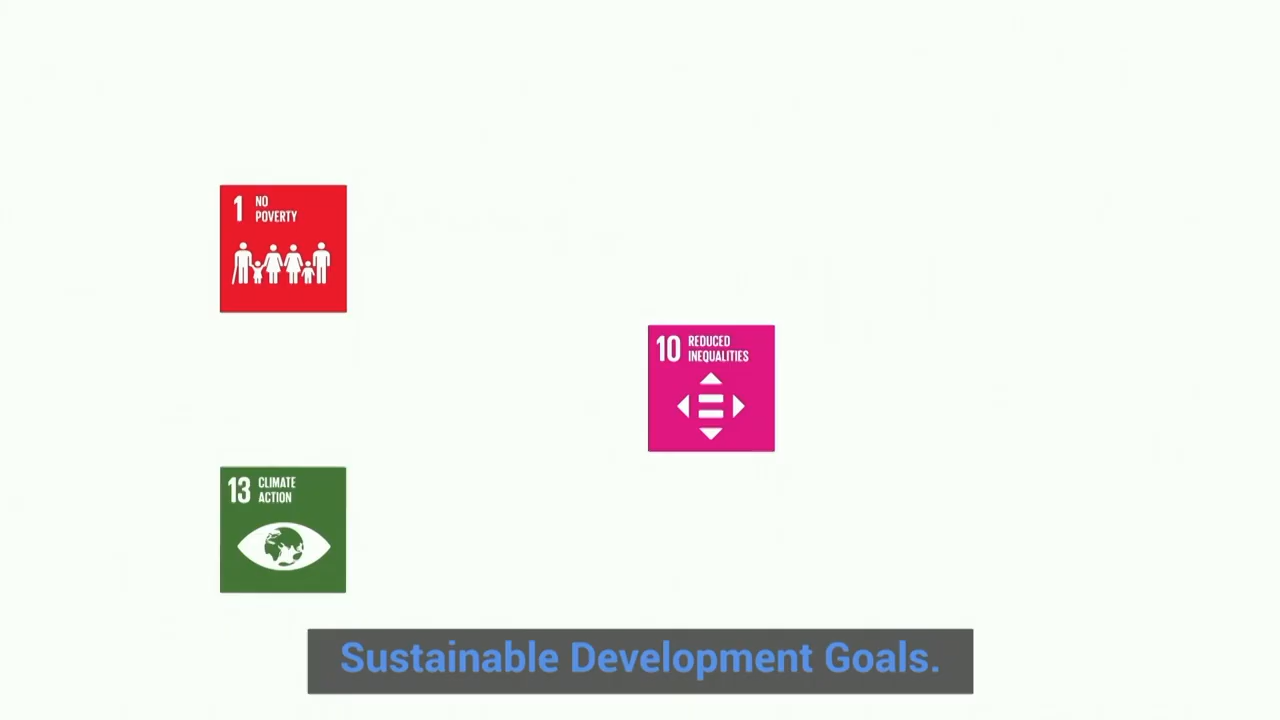 1 NO
POVERTY
10 REDUCED
INEQUALITIES
13 CLIMATE
ACTION
Sustainable Development Goals.